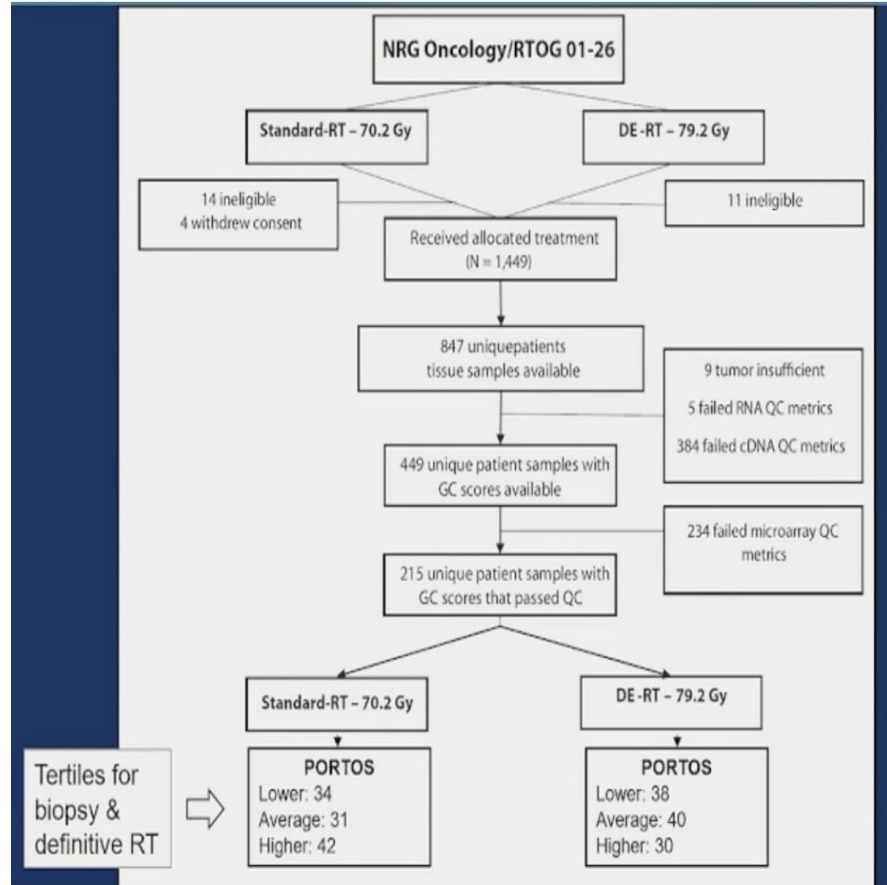 NRG Oncology/RTOG 01-26
Standard-RT – 70.2 Gy
DE-RT – 79.2 Gy
14 ineligible
4 withdrew consent
11 ineligible
Received allocated treatment
(N = 1,449)
847 uniquepatients
tissue samples available
9 tumor insufficient
5 failed RNA QC metrics
384 failed cDNA QC metrics
449 unique patient samples with
GC scores available
234 failed microarray QC
metrics
215 unique patient samples with
GC scores that passed QC
Standard-RT – 70.2 Gy
DE-RT – 79.2 Gy
Tertiles for
biopsy &
definitive RT
PORTOS
Lower: 34
Average: 31
Higher: 42
PORTOS
Lower: 38
Average: 40
Higher: 30